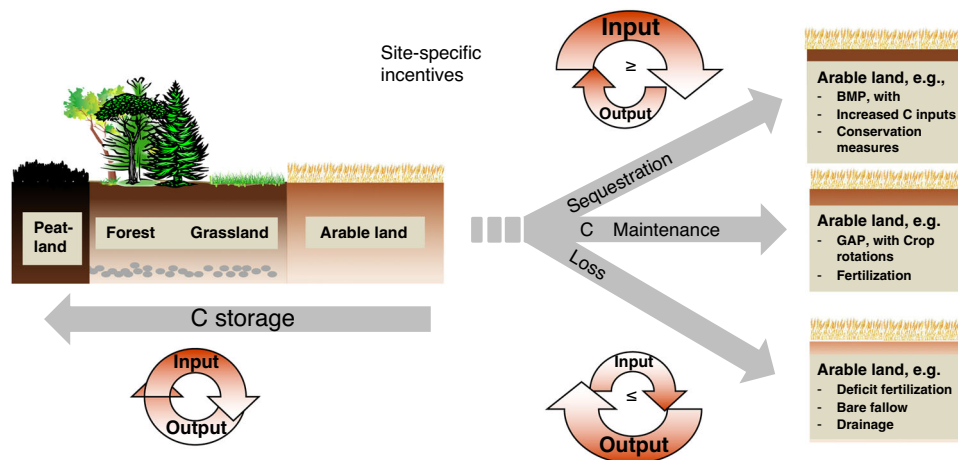 Site-specific
incentives
Input
≥
Output
Peat-
land
Forest
Grassland
Arable land
C storage
Input
Output
Sequestration
C Maintenance
Loss
Input
≤
Output
Arable land, e.g.,
- BMP, with
- Increased C inputs
- Conservation
measures
Arable land, e.g.
- GAP, with Crop
rotations
- Fertilization
Arable land, e.g.
- Deficit fertilization
- Bare fallow
- Drainage